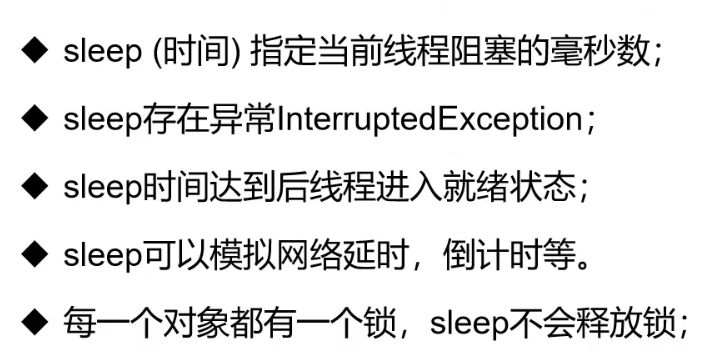 ◆ sleep (时间) 指定当前线程阻塞的毫秒数；
◆ sleep存在异常InterruptedException；
◆ sleep时间达到后线程进入就绪状态；
◆ sleep可以模拟网络延时，倒计时等。
◆ 每一个对象都有一个锁，sleep不会释放锁；